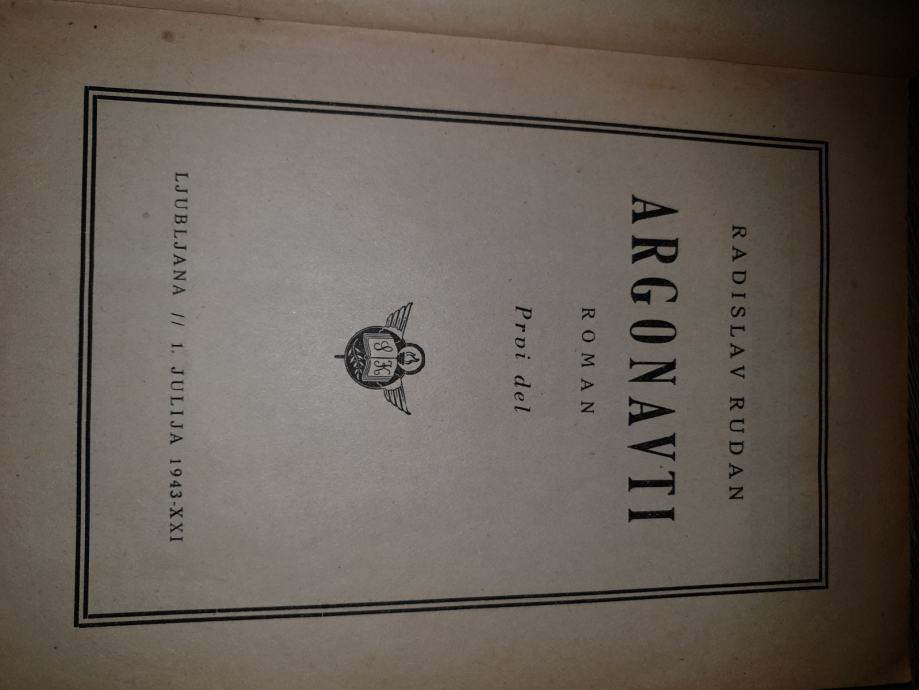 RADISLAV RUDAN
ARGONAVTI
ROMAN
Prvi del
S K
LJUBLJANA // 1. JULIJA 1943-XXI